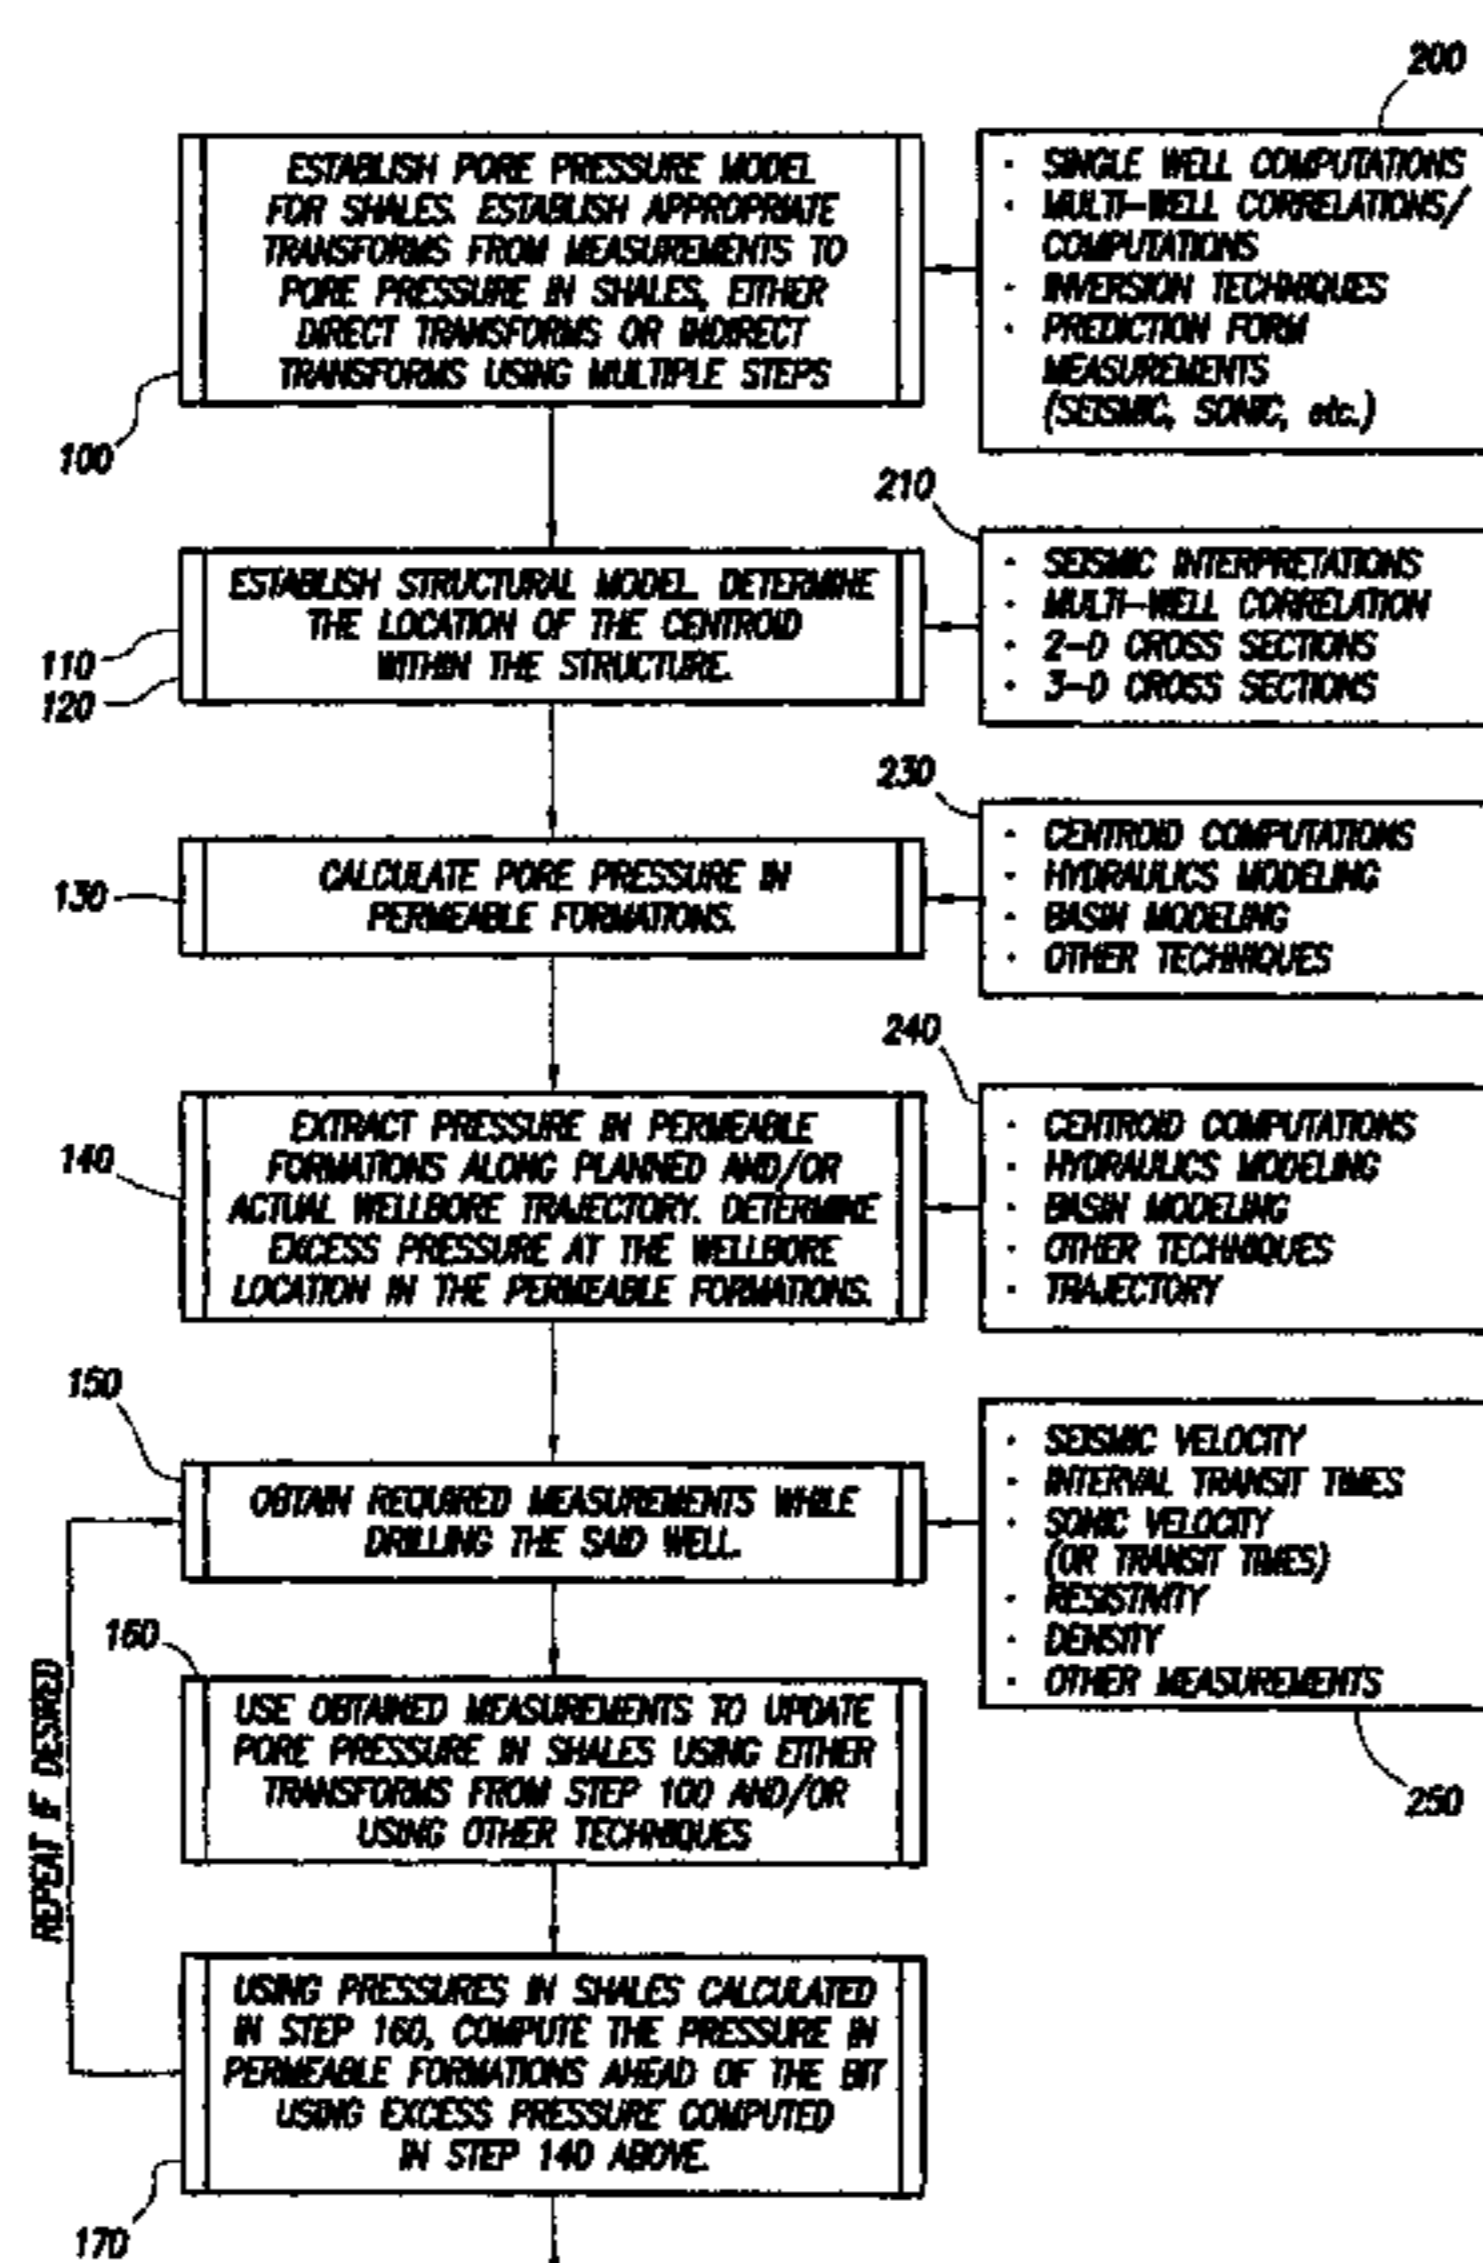 200
ESTABLISH PORE PRESSURE MODEL
FOR SHALES. ESTABLISH APPROPRIATE
TRANSFORMS FROM MEASUREMENTS TO
PORE PRESSURE IN SHALES, EITHER
DIRECT TRANSFORMS OR INDIRECT
TRANSFORMS USING MULTIPLE STEPS
100
· SINGLE WELL COMPUTATIONS
· MULTI-WELL CORRELATIONS/
COMPUTATIONS
· INVERSION TECHNIQUES
· PREDICTION FORM
MEASUREMENTS
(SEISMIC, SONIC, etc.)
210
ESTABLISH STRUCTURAL MODEL. DETERMINE
THE LOCATION OF THE CENTROID
WITHIN THE STRUCTURE.
110
120
· SEISMIC INTERPRETATIONS
· MULTI-WELL CORRELATION
· 2-D CROSS SECTIONS
· 3-D CROSS SECTIONS
230
130
CALCULATE PORE PRESSURE IN
PERMEABLE FORMATIONS.
· CENTROID COMPUTATIONS
· HYDRAULICS MODELING
· BASIN MODELING
· OTHER TECHNIQUES
240
140
EXTRACT PRESSURE IN PERMEABLE
FORMATIONS ALONG PLANNED AND/OR
ACTUAL WELLBORE TRAJECTORY. DETERMINE
EXCESS PRESSURE AT THE WELLBORE
LOCATION IN THE PERMEABLE FORMATIONS.
· CENTROID COMPUTATIONS
· HYDRAULICS MODELING
· BASIN MODELING
· OTHER TECHNIQUES
· TRAJECTORY
150
OBTAIN REQUIRED MEASUREMENTS WHILE
DRILLING THE SAID WELL.
· SEISMIC VELOCITY
· INTERVAL TRANSIT TIMES
· SONIC VELOCITY
(OR TRANSIT TIMES)
· RESISTIVITY
· DENSITY
· OTHER MEASUREMENTS
250
160
USE OBTAINED MEASUREMENTS TO UPDATE
PORE PRESSURE IN SHALES USING EITHER
TRANSFORMS FROM STEP 100 AND/OR
USING OTHER TECHNIQUES
REPEAT IF DESIRED
USING PRESSURES IN SHALES CALCULATED
IN STEP 160, COMPUTE THE PRESSURE IN
PERMEABLE FORMATIONS AHEAD OF THE BIT
USING EXCESS PRESSURE COMPUTED
IN STEP 140 ABOVE.
170